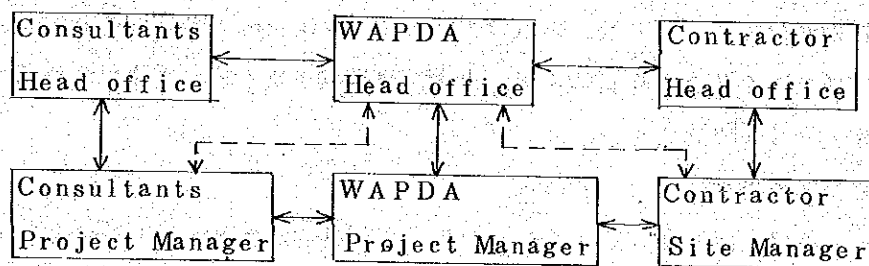 Consultants
Head office
WAPDA
Head office
Contractor
Head office
Consultants
Project Manager
WAPDA
Project Manager
Contractor
Site Manager